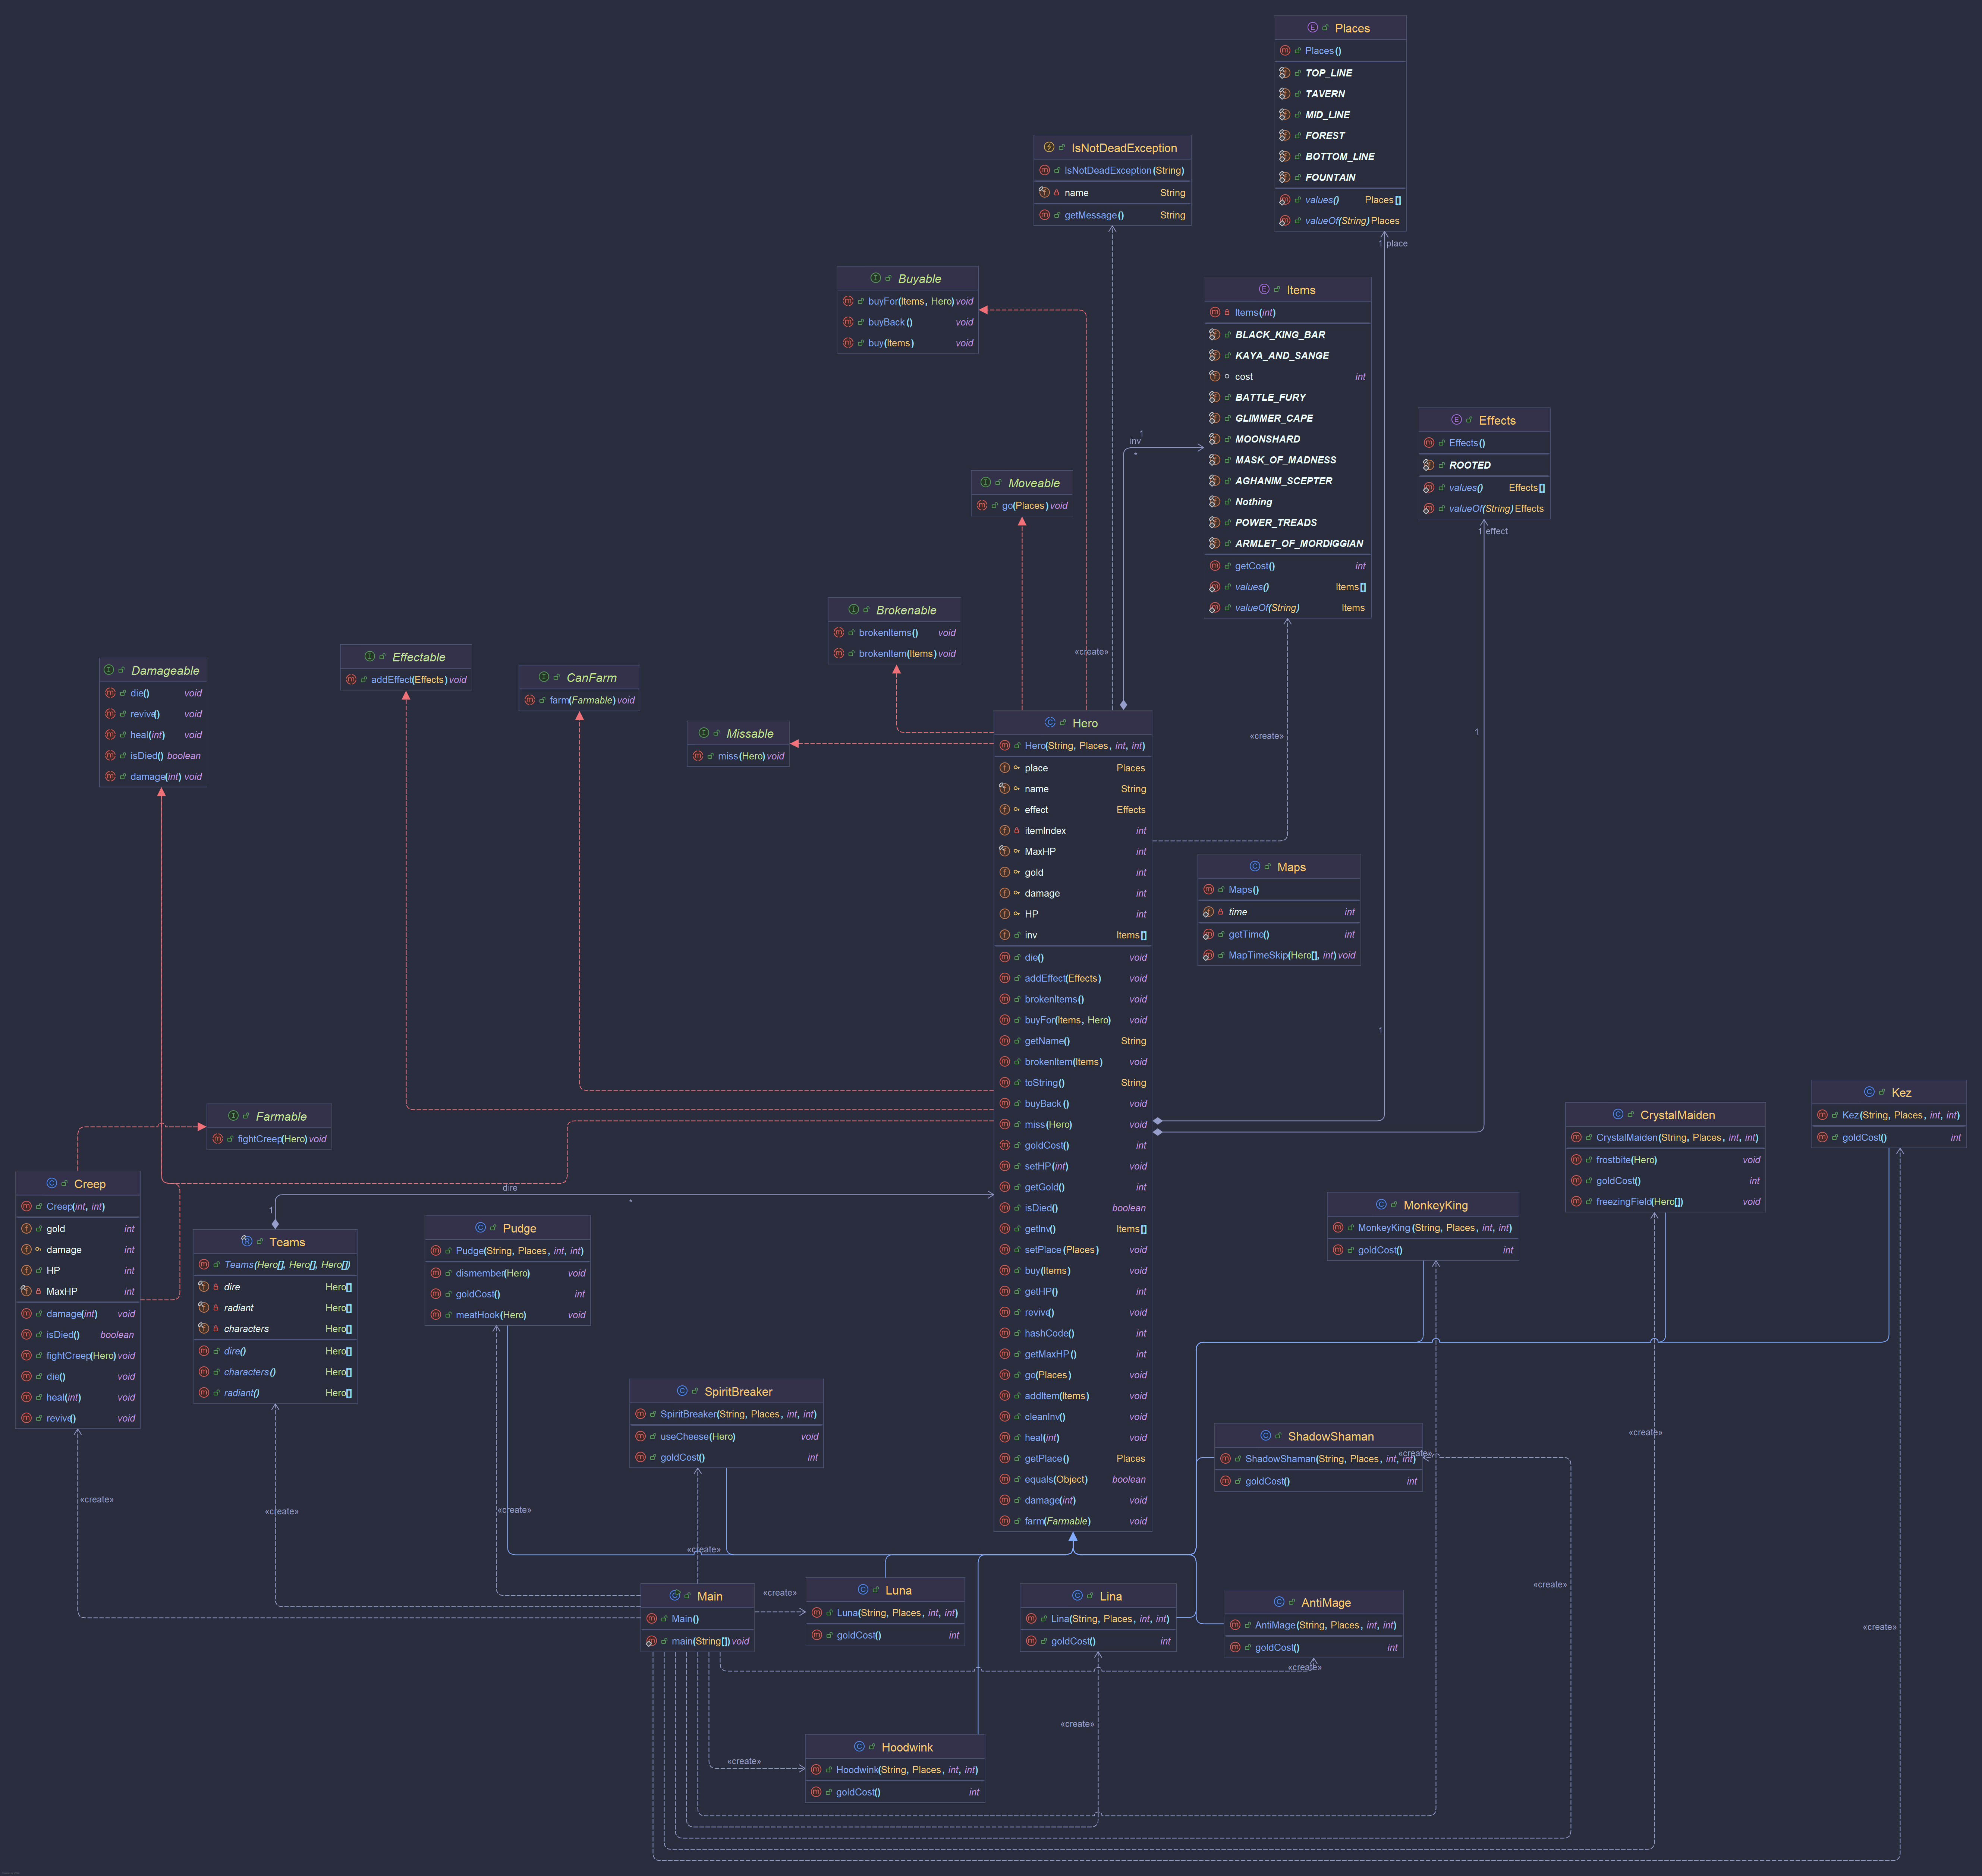 Places
Places()
TOP_LINE
TAVERN
MID_LINE
FOREST
BOTTOM_LINE
FOUNTAIN
values() Places[]
valueOf(String) Places
1 place
IsNotDeadException
IsNotDeadException(String)
name String
getMessage() String
Buyable
buyFor(Items, Hero) void
buyBack() void
buy(Items) void
Items
Items(int)
BLACK_KING_BAR
KAYA_AND_SANGE
cost int
BATTLE_FURY
GLIMMER_CAPE
MOONSHARD
MASK_OF_MADNESS
AGHANIM_SCEPTER
Nothing
POWER_TREADS
ARMLET_OF_MORDIGGIAN
getCost() int
values() Items[]
valueOf(String) Items
1
inv
*
Effects
Effects()
ROOTED
values() Effects[]
valueOf(String) Effects
1 effect
Moveable
go(Places) void
Brokenable
brokenItems() void
brokenItem(Items) void
«create»
Damageable
die() void
revive() void
heal(int) void
isDied() boolean
damage(int) void
Effectable
addEffect(Effects) void
CanFarm
farm(Farmable) void
Missable
miss(Hero) void
«create»
1
Hero
Hero(String, Places, int, int)
place Places
name String
effect Effects
itemIndex int
MaxHP int
gold int
damage int
HP int
inv Items[]
die() void
addEffect(Effects) void
brokenItems() void
buyFor(Items, Hero) void
getName() String
brokenItem(Items) void
toString() String
buyBack() void
miss(Hero) void
goldCost() int
setHP(int) void
getGold() int
isDied() boolean
getInv() Items[]
setPlace(Places) void
buy(Items) void
getHP() int
revive() void
hashCode() int
getMaxHP() int
go(Places) void
addItem(Items) void
cleanInv() void
heal(int) void
getPlace() Places
equals(Object) boolean
damage(int) void
farm(Farmable) void
Maps
Maps()
time int
getTime() int
MapTimeSkip(Hero[], int) void
1
Farmable
fightCreep(Hero) void
Creep
Creep(int, int)
gold int
damage int
HP int
MaxHP int
damage(int) void
isDied() boolean
fightCreep(Hero) void
die() void
heal(int) void
revive() void
dire
*
1
Teams
Teams(Hero[], Hero[], Hero[])
dire Hero[]
radiant Hero[]
characters Hero[]
dire() Hero[]
characters() Hero[]
radiant() Hero[]
Pudge
Pudge(String, Places, int, int)
dismember(Hero) void
goldCost() int
meatHook(Hero) void
SpiritBreaker
SpiritBreaker(String, Places, int, int)
useCheese(Hero) void
goldCost() int
Kez
Kez(String, Places, int, int)
goldCost() int
CrystalMaiden
CrystalMaiden(String, Places, int, int)
frostbite(Hero) void
goldCost() int
freezingField(Hero[]) void
MonkeyKing
MonkeyKing(String, Places, int, int)
goldCost() int
ShadowShaman
ShadowShaman(String, Places, int, int)
goldCost() int
«create»
«create»
«create»
«create»
«create»
«create»
Main
Main()
main(String[]) void
«create»
Luna
Luna(String, Places, int, int)
goldCost() int
Lina
Lina(String, Places, int, int)
goldCost() int
AntiMage
AntiMage(String, Places, int, int)
goldCost() int
«create»
«create»
«create»
«create»
«create»
Hoodwink
Hoodwink(String, Places, int, int)
goldCost() int